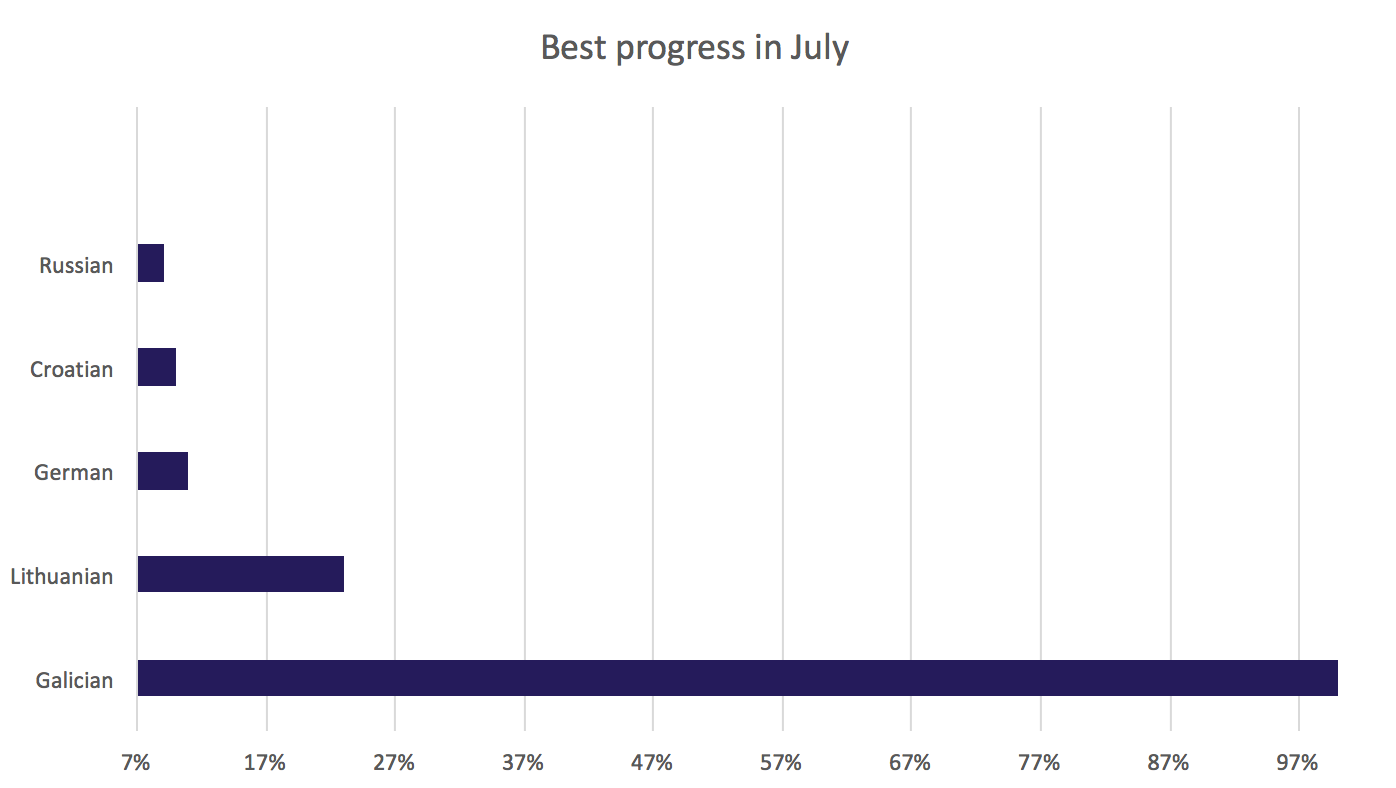 Best progress in July
Russian
Croatian
German
Lithuanian
Galician
7% 17% 27% 37% 47% 57% 67% 77% 87% 97%